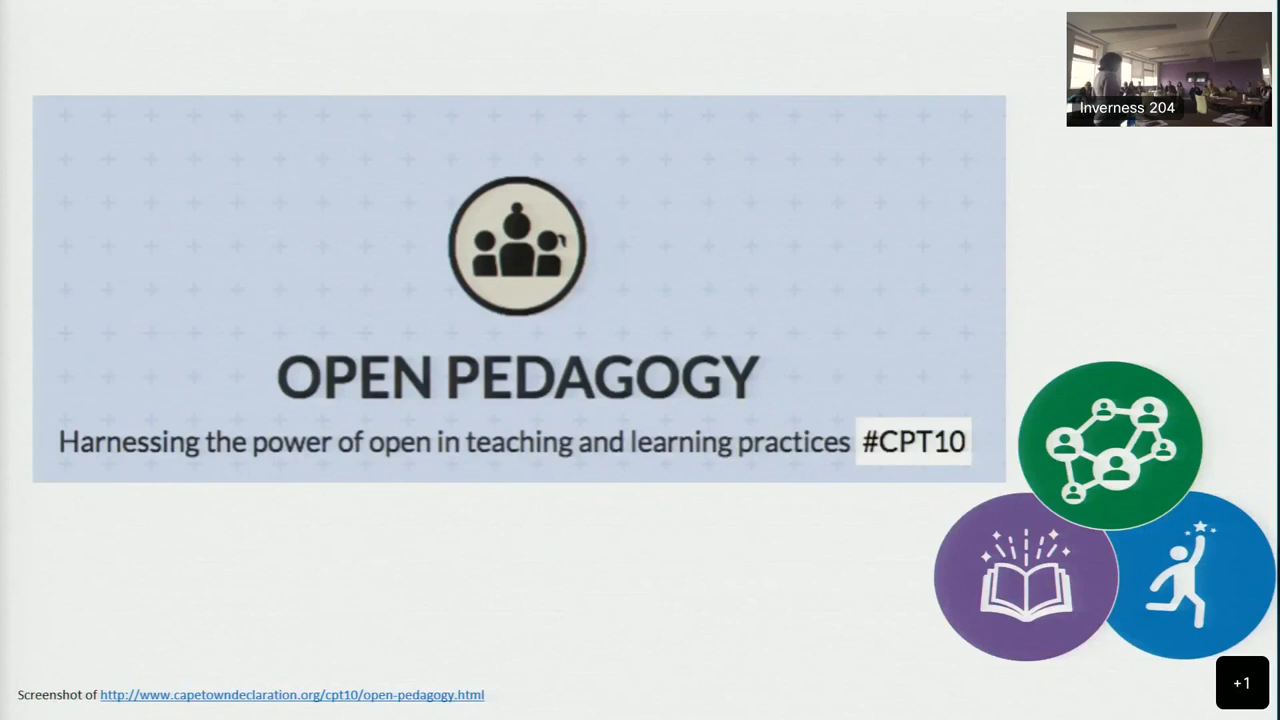 Inverness 204
OPEN PEDAGOGY
Harnessing the power of open in teaching and learning practices #CPT10
Screenshot of http://www.capetowndeclaration.org/cpt10/open-pedagogy.html
+1